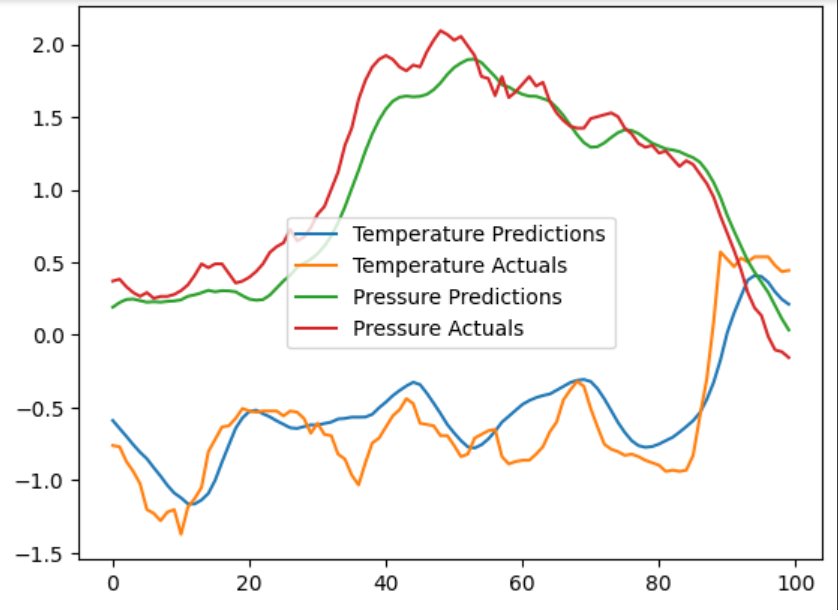 2.0
1.5
1.0
0.5
0.0
−0.5
−1.0
−1.5
Temperature Predictions
Temperature Actuals
Pressure Predictions
Pressure Actuals
0 20 40 60 80 100